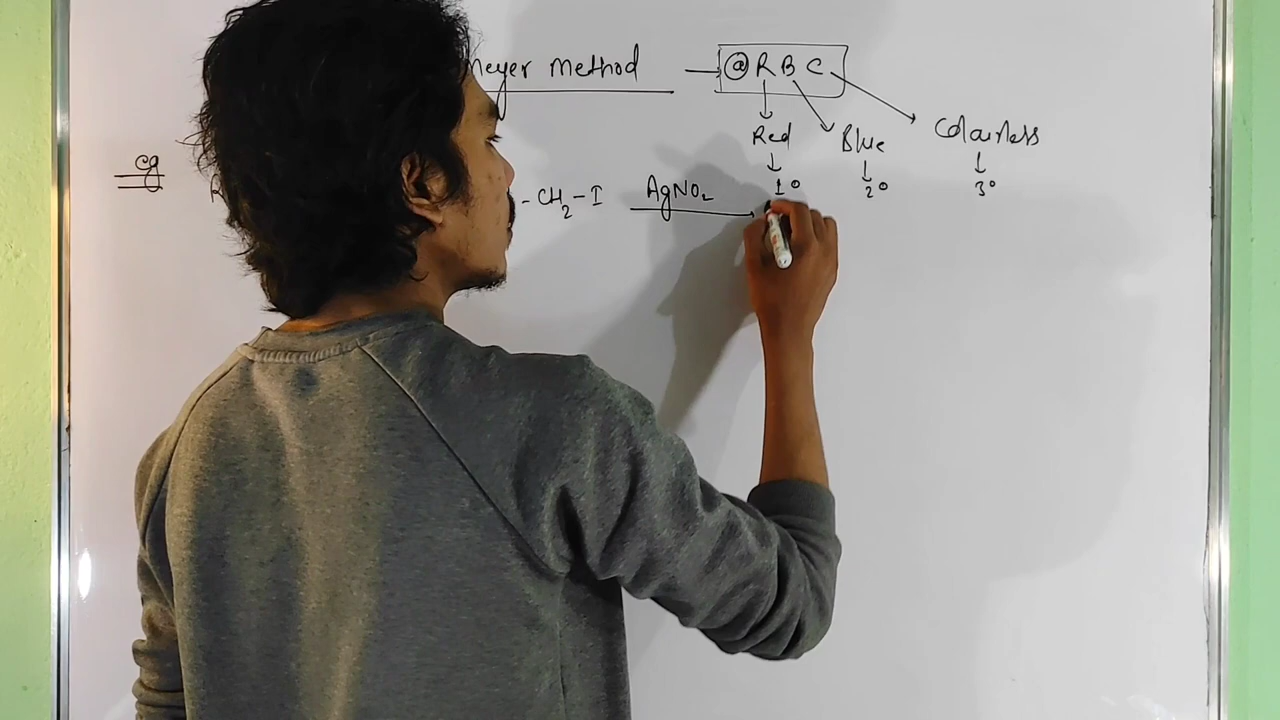 meyer method — @ R B C
Red Blue Colourless
1° 2° 3°
eg - CH₂ - I AgNO₂